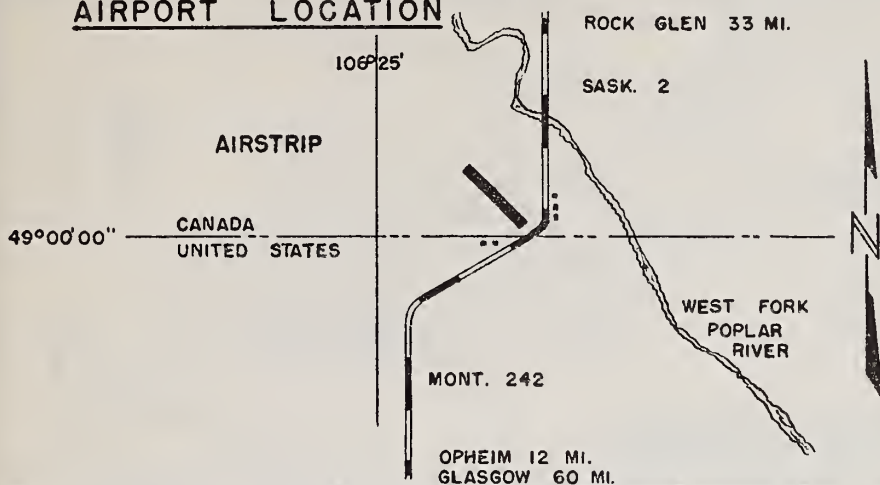 AIRPORT LOCATION
ROCK GLEN 33 MI.
106°25'
SASK. 2
AIRSTRIP
49°00'00"
CANADA
UNITED STATES
N
WEST FORK
POPLAR
RIVER
MONT. 242
OPHEIM 12 MI.
GLASGOW 60 MI.